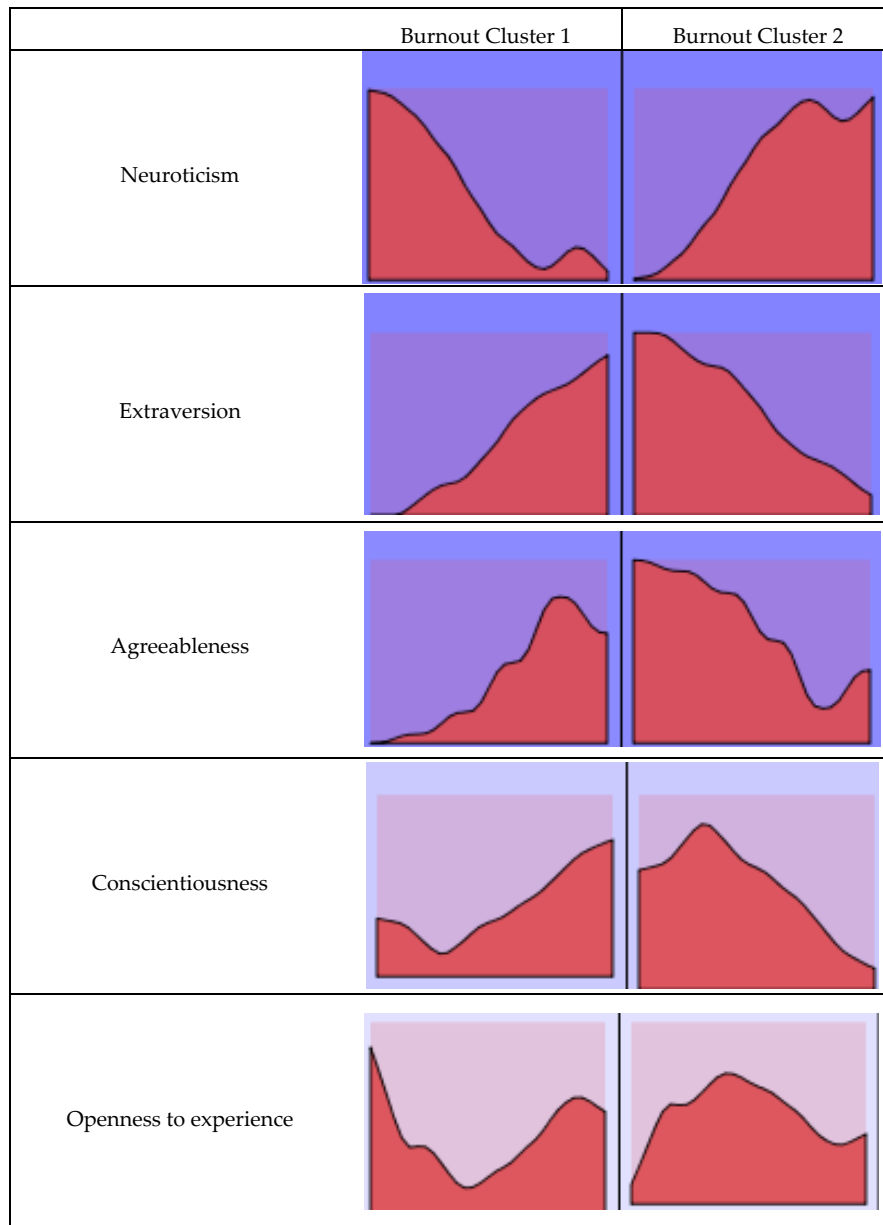 Burnout Cluster 1 Burnout Cluster 2
Neuroticism
Extraversion
Agreeableness
Conscientiousness
Openness to experience